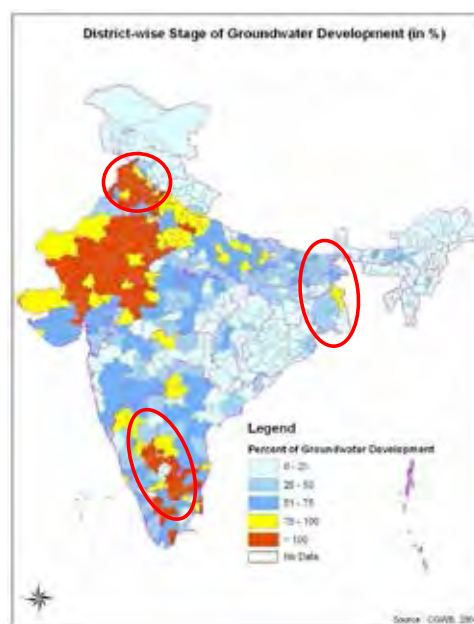 District-wise Stage of Groundwater Development (in %)
Legend
Percent of Groundwater Development
0 - 25
26 - 50
51 - 75
75 - 100
> 100
No Data
Source : CGWB,